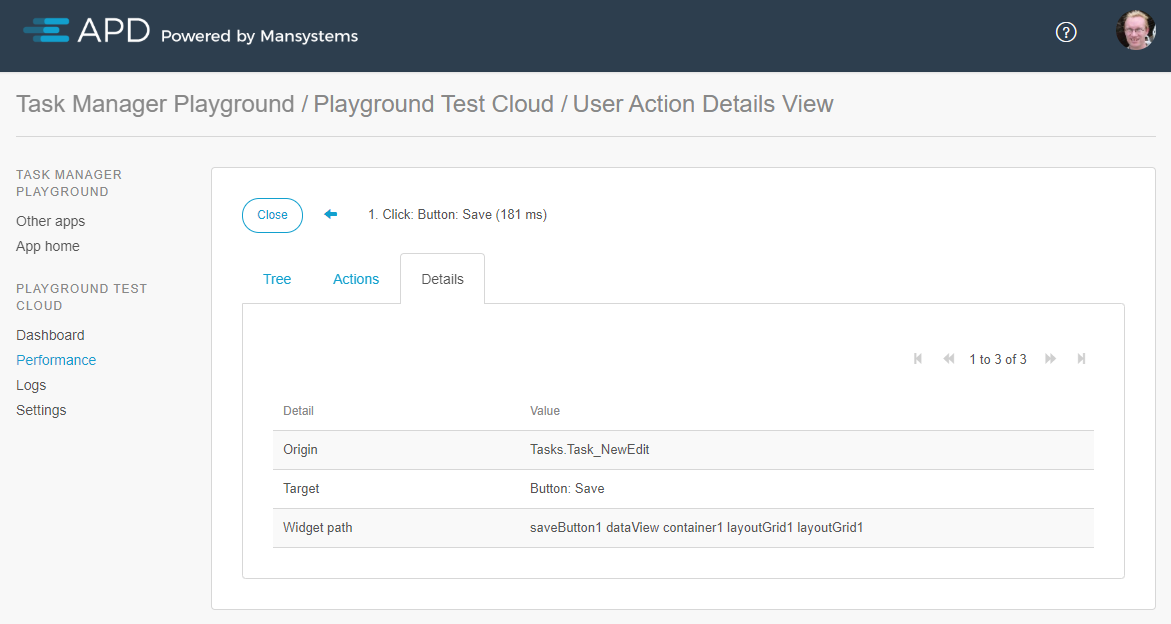 APD Powered by Mansystems
?
Task Manager Playground / Playground Test Cloud / User Action Details View
TASK MANAGER
PLAYGROUND
Other apps
App home
PLAYGROUND TEST
CLOUD
Dashboard
Performance
Logs
Settings
Close
1. Click: Button: Save (181 ms)
Tree Actions Details
1 to 3 of 3
Detail Value
Origin Tasks.Task_NewEdit
Target Button: Save
Widget path saveButton1 dataView container1 layoutGrid1 layoutGrid1